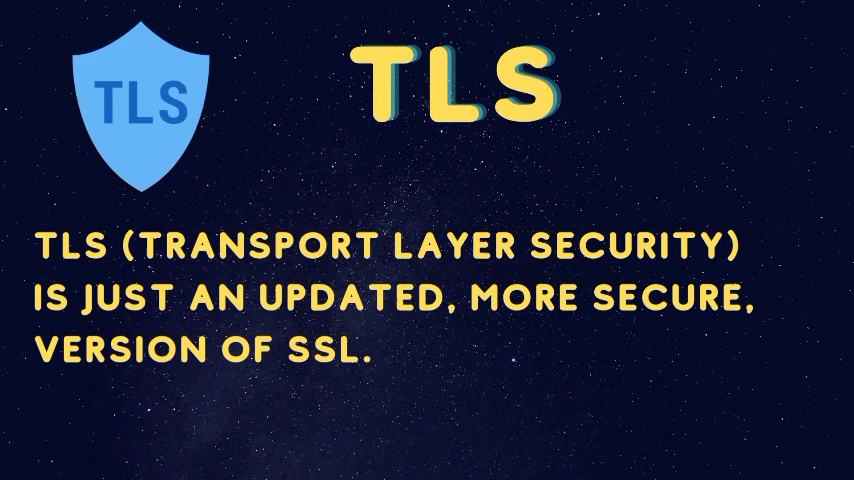 TLS
TLS
TLS (TRANSPORT LAYER SECURITY)
IS JUST AN UPDATED, MORE SECURE,
VERSION OF SSL.